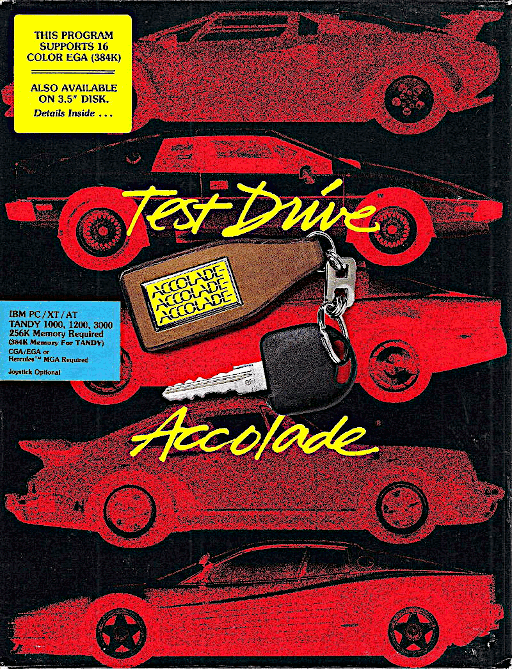 THIS PROGRAM
SUPPORTS 16
COLOR EGA (384K)
ALSO AVAILABLE
ON 3.5" DISK.
Details Inside . . .
Test Drive
ACCOLADE
ACCOLADE
ACCOLADE
IBM PC/XT/AT
TANDY 1000, 1200, 3000
256K Memory Required
(384K Memory For TANDY)
CGA/EGA or
Hercules™ MGA Required
Joystick Optional
Accolade